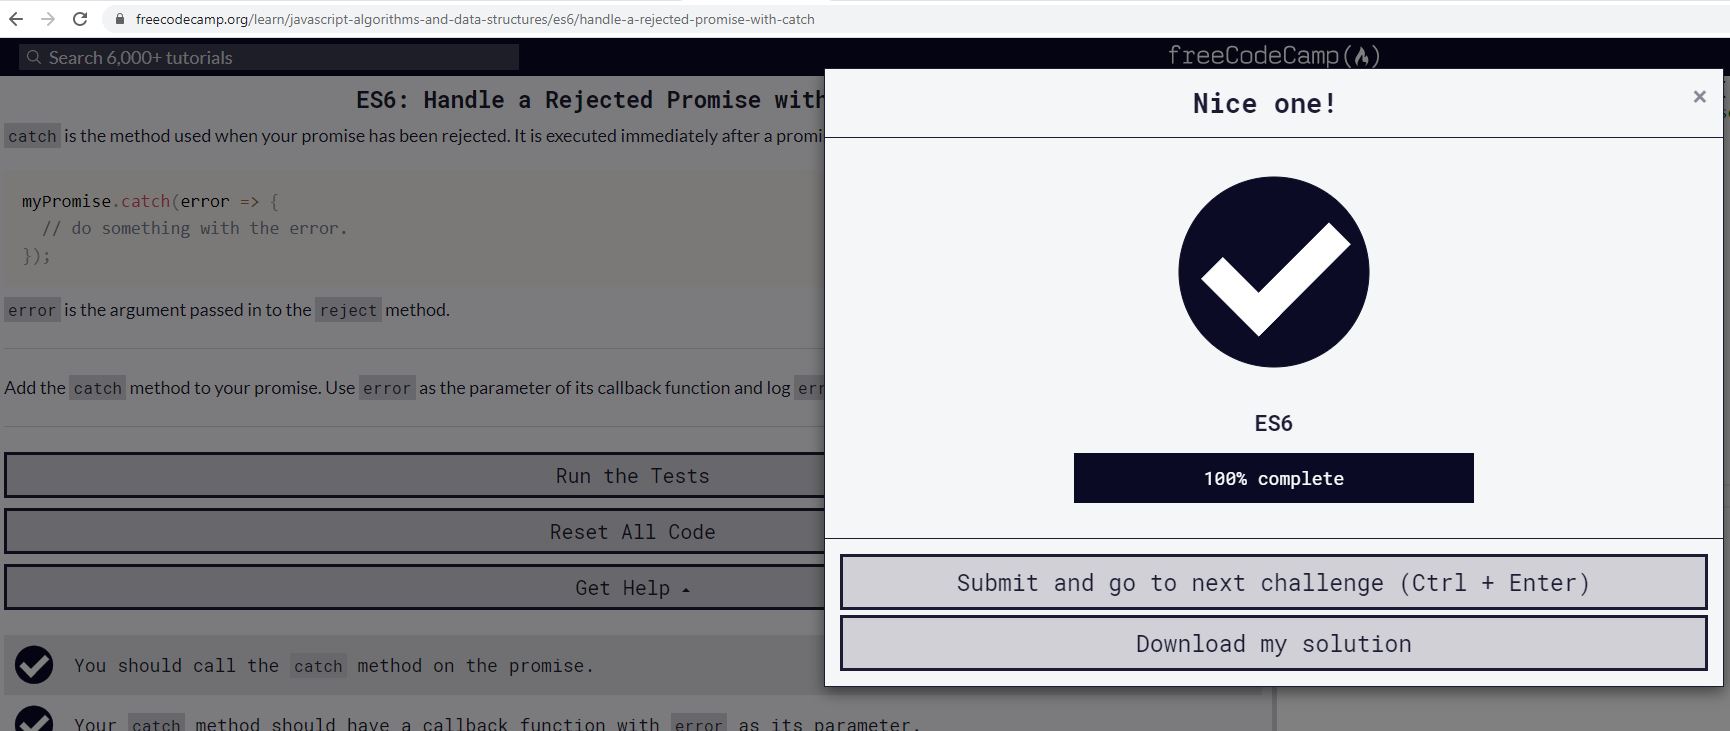 freecodecamp.org/learn/javascript-algorithms-and-data-structures/es6/handle-a-rejected-promise-with-catch
Search 6,000+ tutorials
freeCodeCamp(🔥)
ES6: Handle a Rejected Promise with
catch is the method used when your promise has been rejected. It is executed immediately after a promi
myPromise.catch(error => {
// do something with the error.
});
error is the argument passed in to the reject method.
Add the catch method to your promise. Use error as the parameter of its callback function and log err
Run the Tests
Reset All Code
Get Help
You should call the catch method on the promise.
Your catch method should have a callback function with error as its parameter.
Nice one!
×
ES6
100% complete
Submit and go to next challenge (Ctrl + Enter)
Download my solution